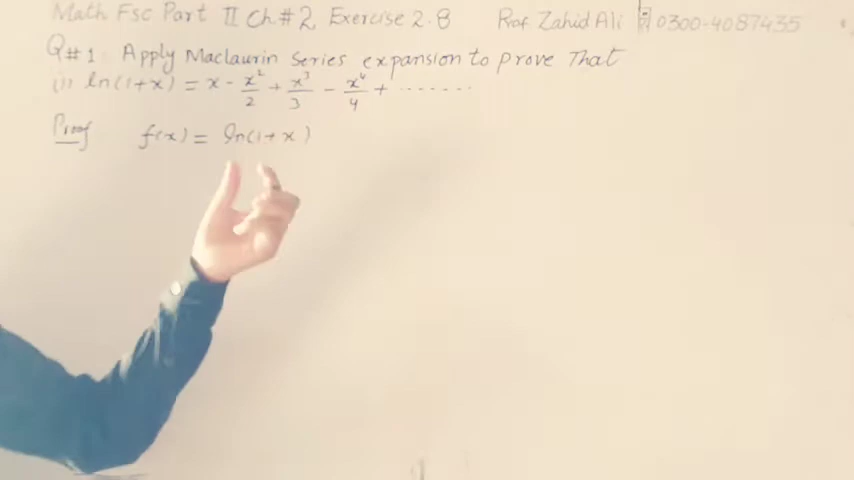 Math Fsc Part II Ch.#2 Exercise 2.8 Prof Zahid Ali 0300-4087435
Q#1: Apply Maclaurin Series expansion to prove That
(i) ln(1+x) = x - x²/2 + x³/3 - x⁴/4 + .......
Proof f(x) = ln(1+x)